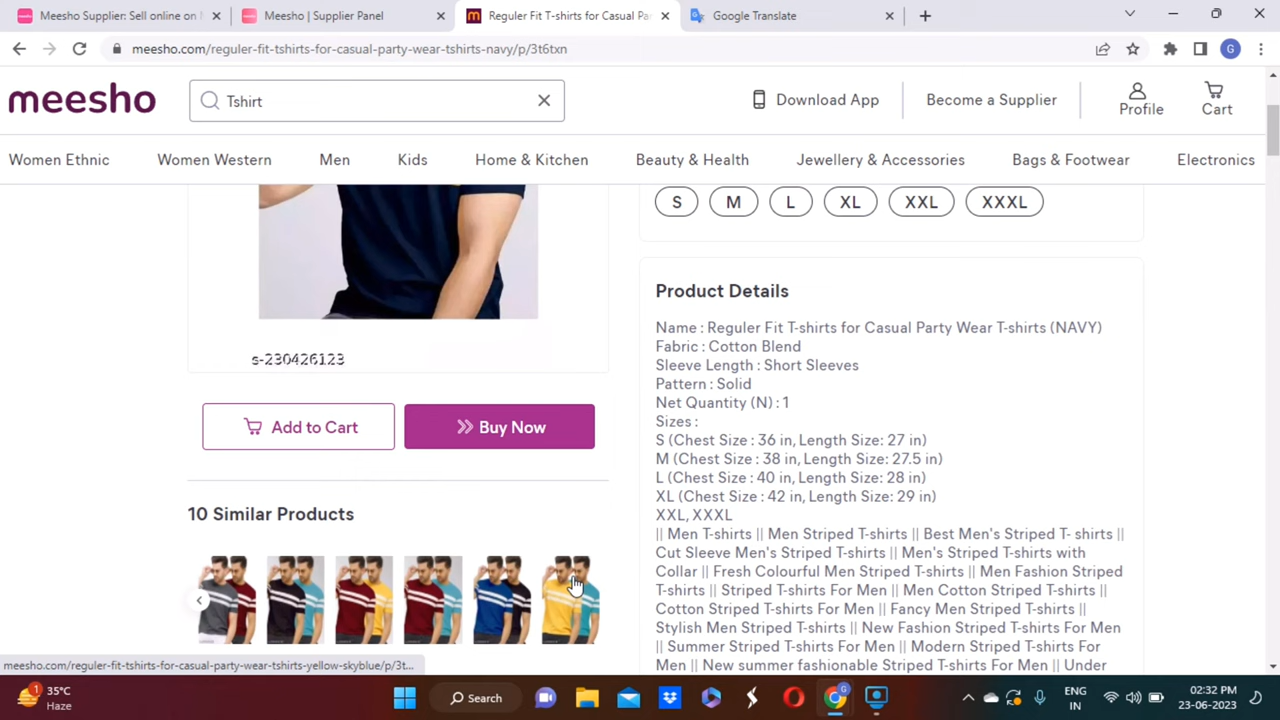 Meesho Supplier: Sell online on M
Meesho | Supplier Panel
Reguler Fit T-shirts for Casual Pa
Google Translate
meesho.com/reguler-fit-tshirts-for-casual-party-wear-tshirts-navy/p/3t6txn
G
meesho
Tshirt
Download App
Become a Supplier
Profile
Cart
Women Ethnic
Women Western
Men
Kids
Home & Kitchen
Beauty & Health
Jewellery & Accessories
Bags & Footwear
Electronics
S
M
L
XL
XXL
XXXL
s-230426123
Add to Cart
Buy Now
10 Similar Products
Product Details
Name : Reguler Fit T-shirts for Casual Party Wear T-shirts (NAVY)
Fabric : Cotton Blend
Sleeve Length : Short Sleeves
Pattern : Solid
Net Quantity (N) : 1
Sizes :
S (Chest Size : 36 in, Length Size: 27 in)
M (Chest Size : 38 in, Length Size: 27.5 in)
L (Chest Size : 40 in, Length Size: 28 in)
XL (Chest Size : 42 in, Length Size: 29 in)
XXL, XXXL
|| Men T-shirts || Men Striped T-shirts || Best Men's Striped T- shirts ||
Cut Sleeve Men's Striped T-shirts || Men's Striped T-shirts with
Collar || Fresh Colourful Men Striped T-shirts || Men Fashion Striped
T-shirts || Striped T-shirts For Men || Men Cotton Striped T-shirts ||
Cotton Striped T-shirts For Men || Fancy Men Striped T-shirts ||
Stylish Men Striped T-shirts || New Fashion Striped T-shirts For Men
|| Summer Striped T-shirts For Men || Modern Striped T-shirts For
Men || New summer fashionable Striped T-shirts For Men || Under
meesho.com/reguler-fit-tshirts-for-casual-party-wear-tshirts-yellow-skyblue/p/3t...
1
35°C
Haze
Search
G
ENG
IN
02:32 PM
23-06-2023